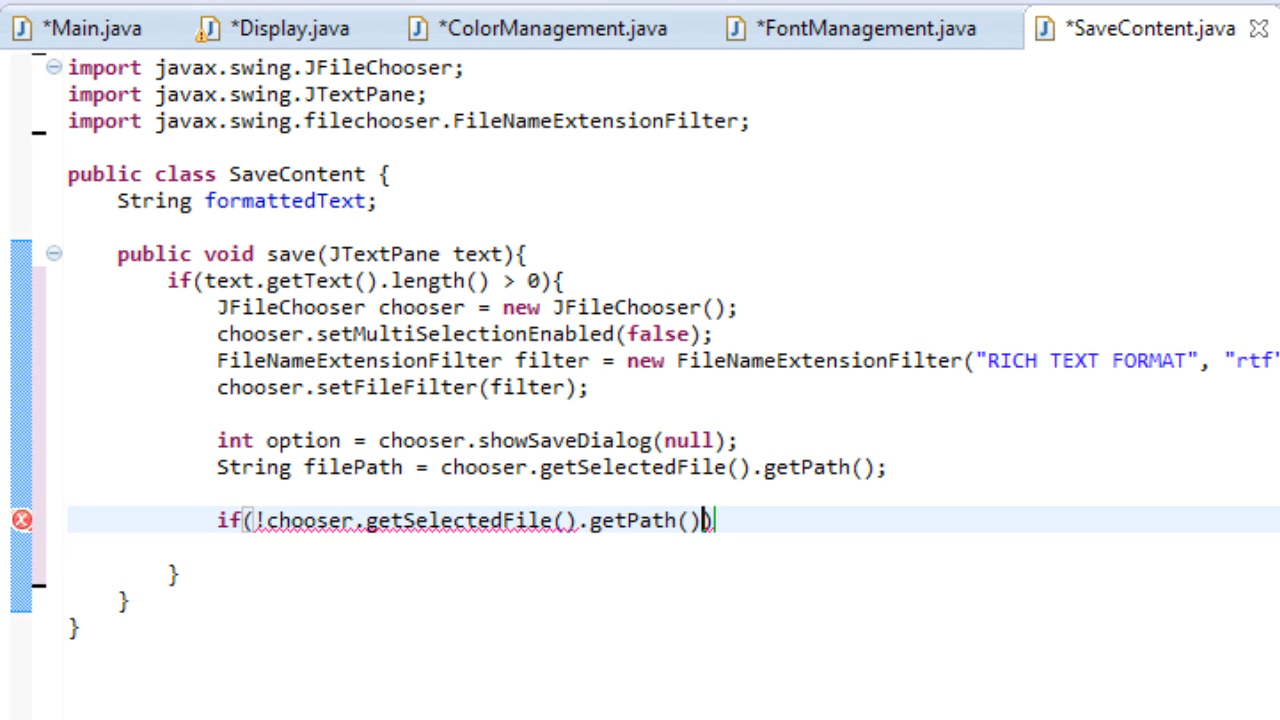 *Main.java *Display.java *ColorManagement.java *FontManagement.java *SaveContent.java
import javax.swing.JFileChooser;
import javax.swing.JTextPane;
import javax.swing.filechooser.FileNameExtensionFilter;
public class SaveContent {
String formattedText;
public void save(JTextPane text){
if(text.getText().length() > 0){
JFileChooser chooser = new JFileChooser();
chooser.setMultiSelectionEnabled(false);
FileNameExtensionFilter filter = new FileNameExtensionFilter("RICH TEXT FORMAT", "rtf"
chooser.setFileFilter(filter);
int option = chooser.showSaveDialog(null);
String filePath = chooser.getSelectedFile().getPath();
if(!chooser.getSelectedFile().getPath())
}
}
}